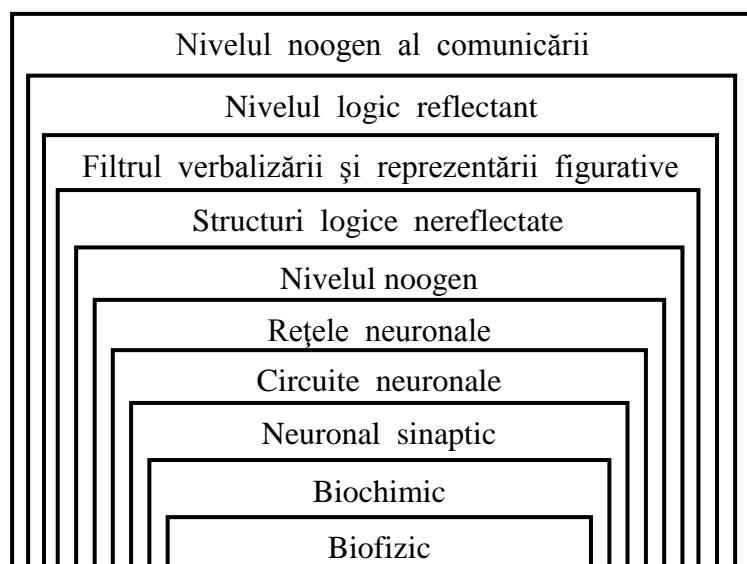 Nivelul noogen al comunicării
Nivelul logic reflectant
Filtrul verbalizării şi reprezentării figurative
Structuri logice nereflectate
Nivelul noogen
Reţele neuronale
Circuite neuronale
Neuronal sinaptic
Biochimic
Biofizic